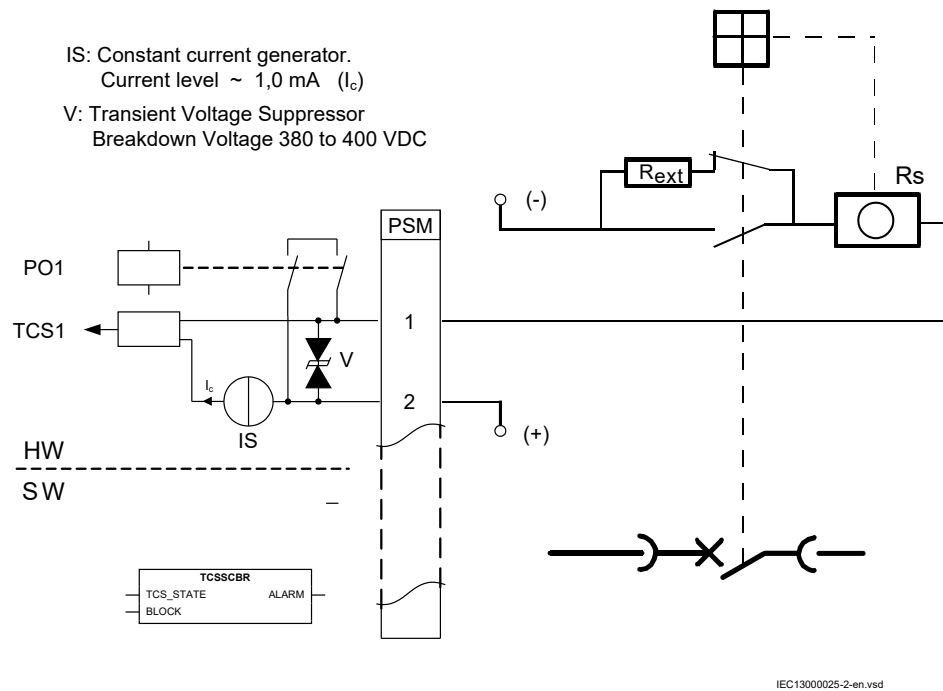 IS: Constant current generator.
Current level ~ 1,0 mA (Ic)
V: Transient Voltage Suppressor
Breakdown Voltage 380 to 400 VDC
Rext
Rs
(-)
PSM
PO1
1
TCS1
V
Ic
2
IS
(+)
HW
SW
_
TCSSCBR
TCS_STATE ALARM
BLOCK
IEC13000025-2-en.vsd